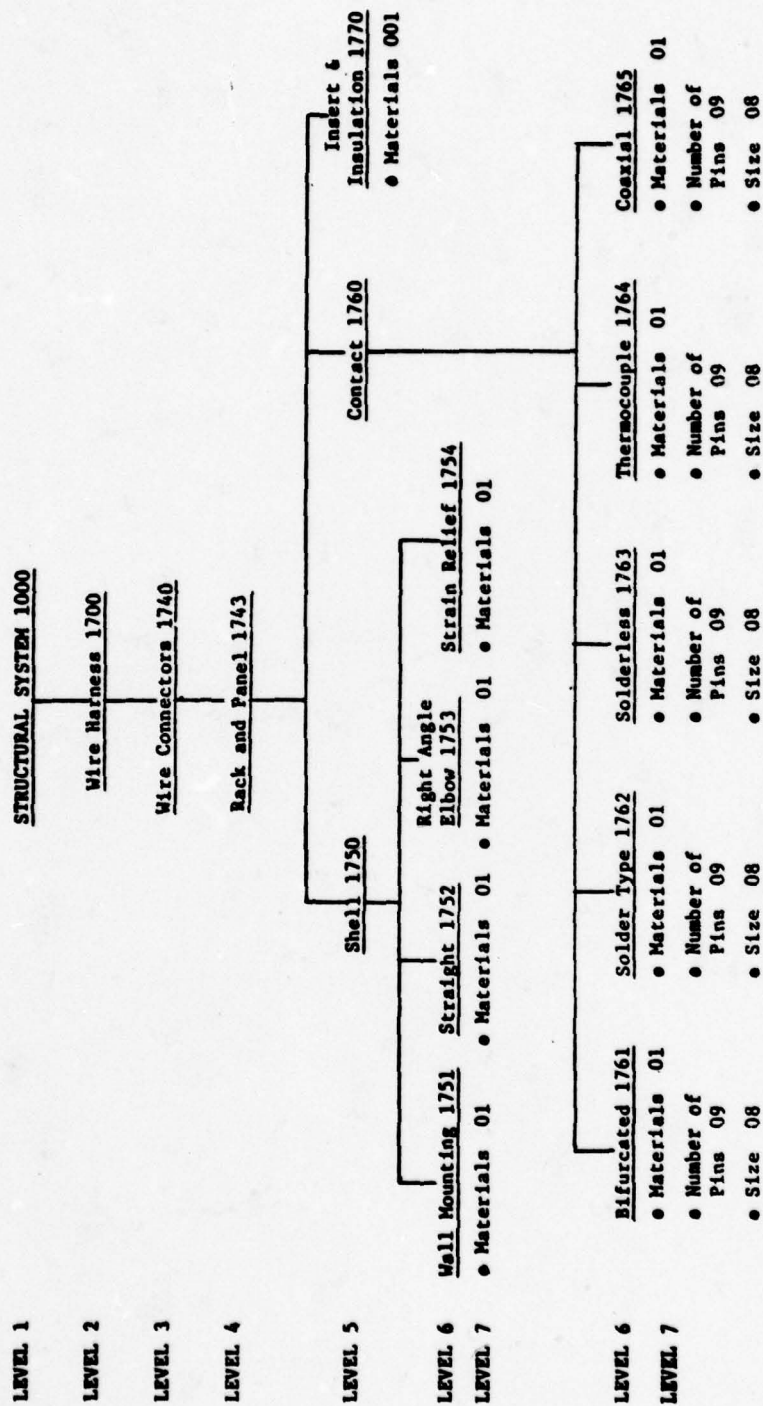 LEVEL 1
STRUCTURAL SYSTEM 1000
LEVEL 2
Wire Harness 1700
LEVEL 3
Wire Connectors 1740
LEVEL 4
Rack and Panel 1743
LEVEL 5
Shell 1750
Contact 1760
Insert &
Insulation 1770
● Materials 001
LEVEL 6
Wall Mounting 1751
Straight 1752
Right Angle
Elbow 1753
Strain Relief 1754
LEVEL 7
● Materials 01
● Materials 01
● Materials 01
● Materials 01
LEVEL 6
Bifurcated 1761
Solder Type 1762
Solderless 1763
Thermocouple 1764
Coaxial 1765
LEVEL 7
● Materials 01
● Materials 01
● Materials 01
● Materials 01
● Materials 01
● Number of
Pins 09
● Number of
Pins 09
● Number of
Pins 09
● Number of
Pins 09
● Number of
Pins 09
● Size 08
● Size 08
● Size 08
● Size 08
● Size 08